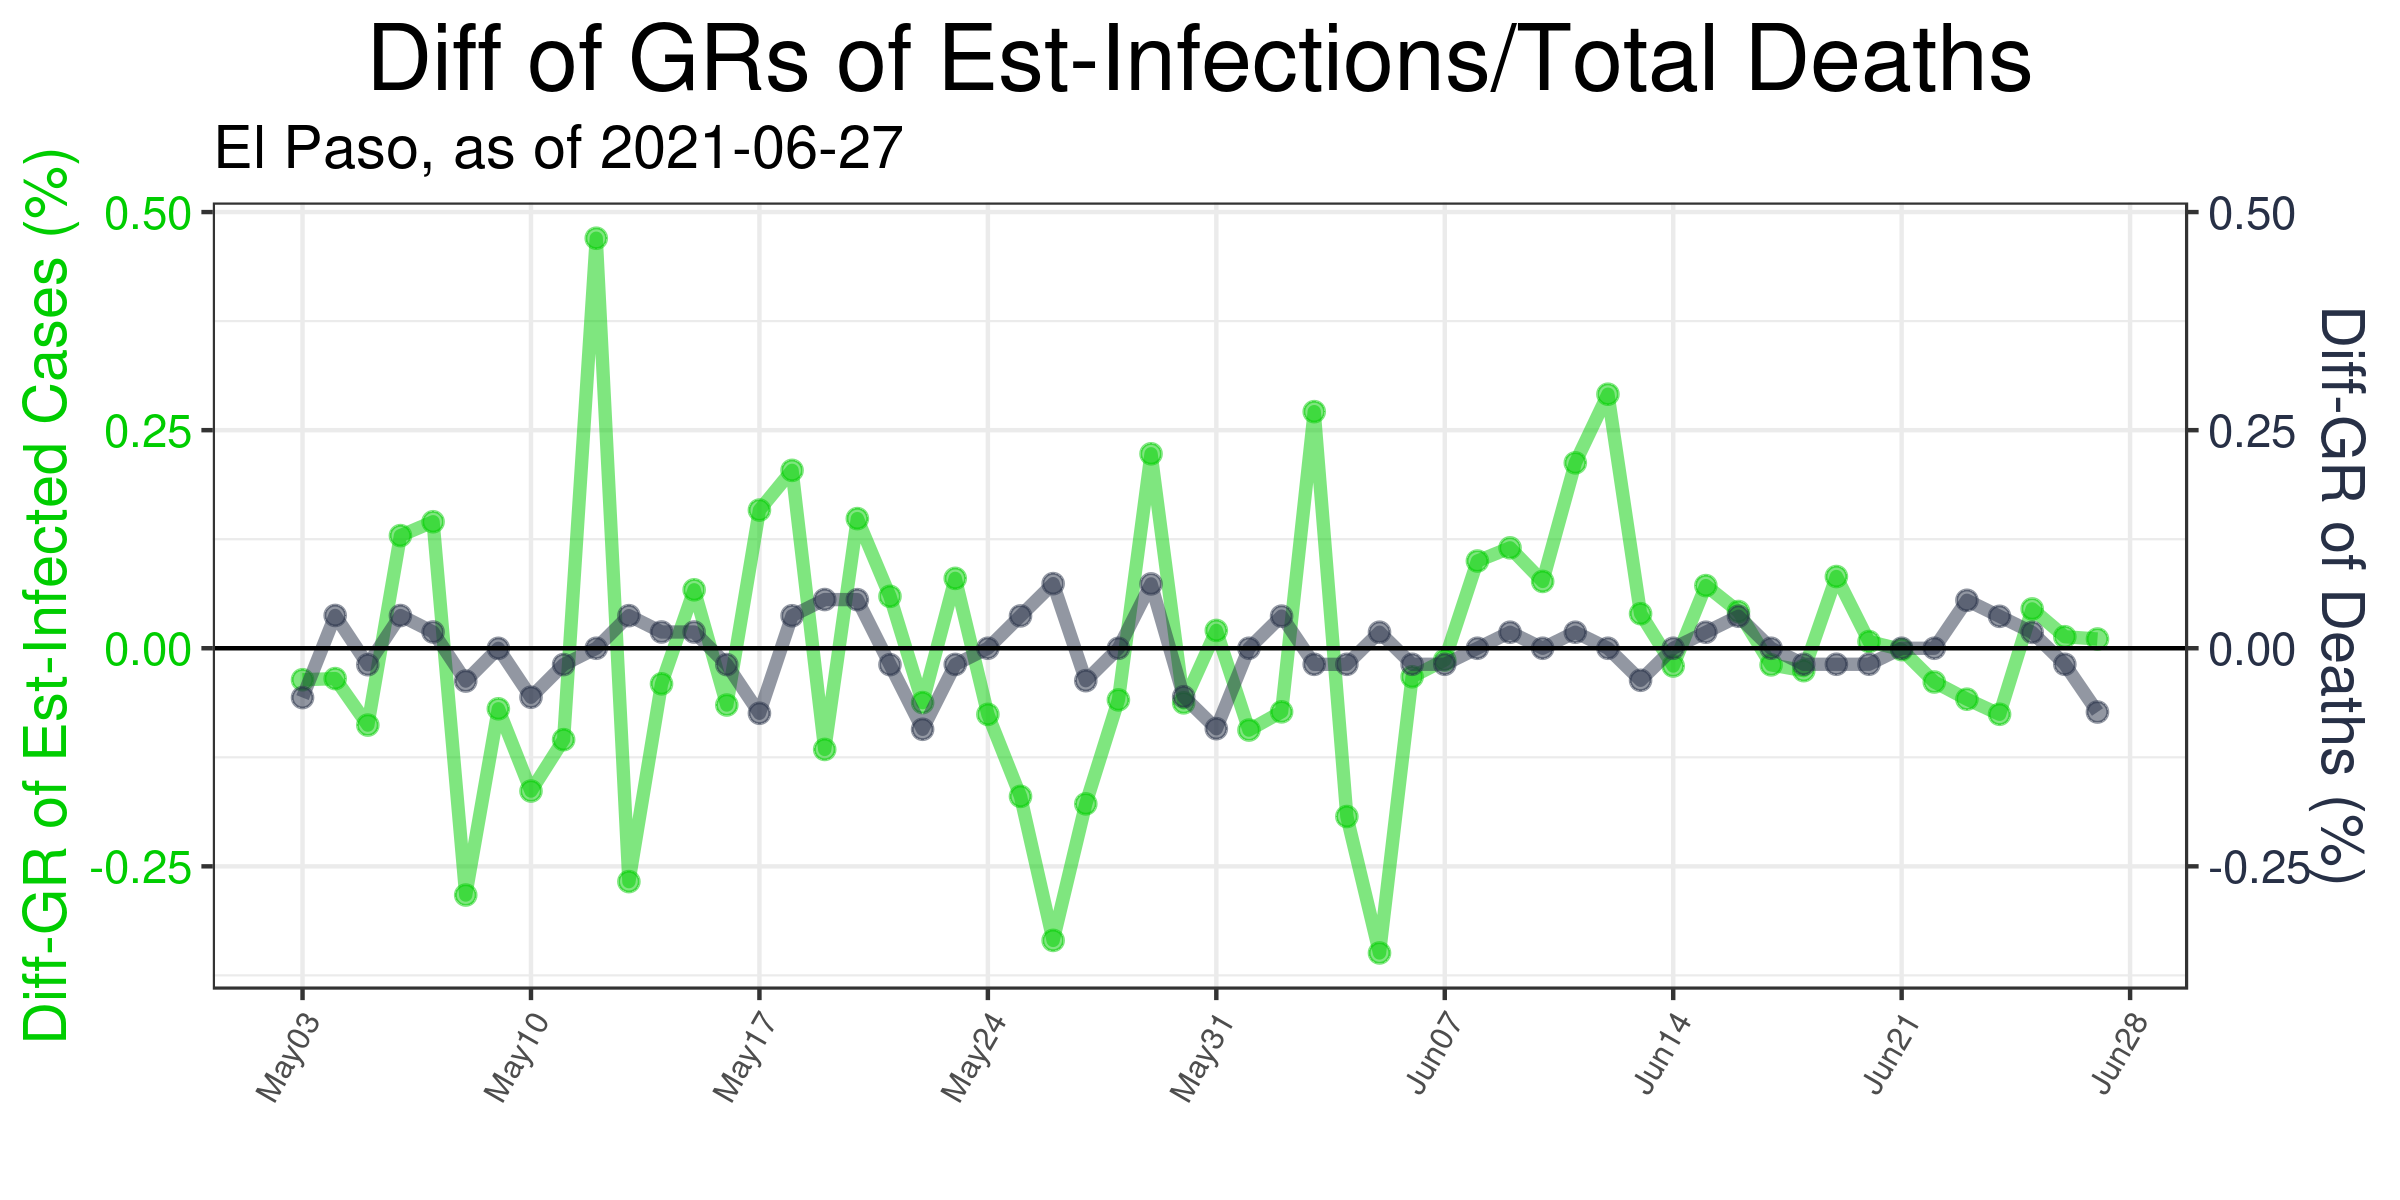 Diff of GRs of Est-Infections/Total Deaths
El Paso, as of 2021-06-27
Diff-GR of Est-Infected Cases (%)
0.50
0.25
0.00
-0.25
0.50
0.25
0.00
-0.25
Diff-GR of Deaths (%)
May03
May10
May17
May24
May31
Jun07
Jun14
Jun21
Jun28